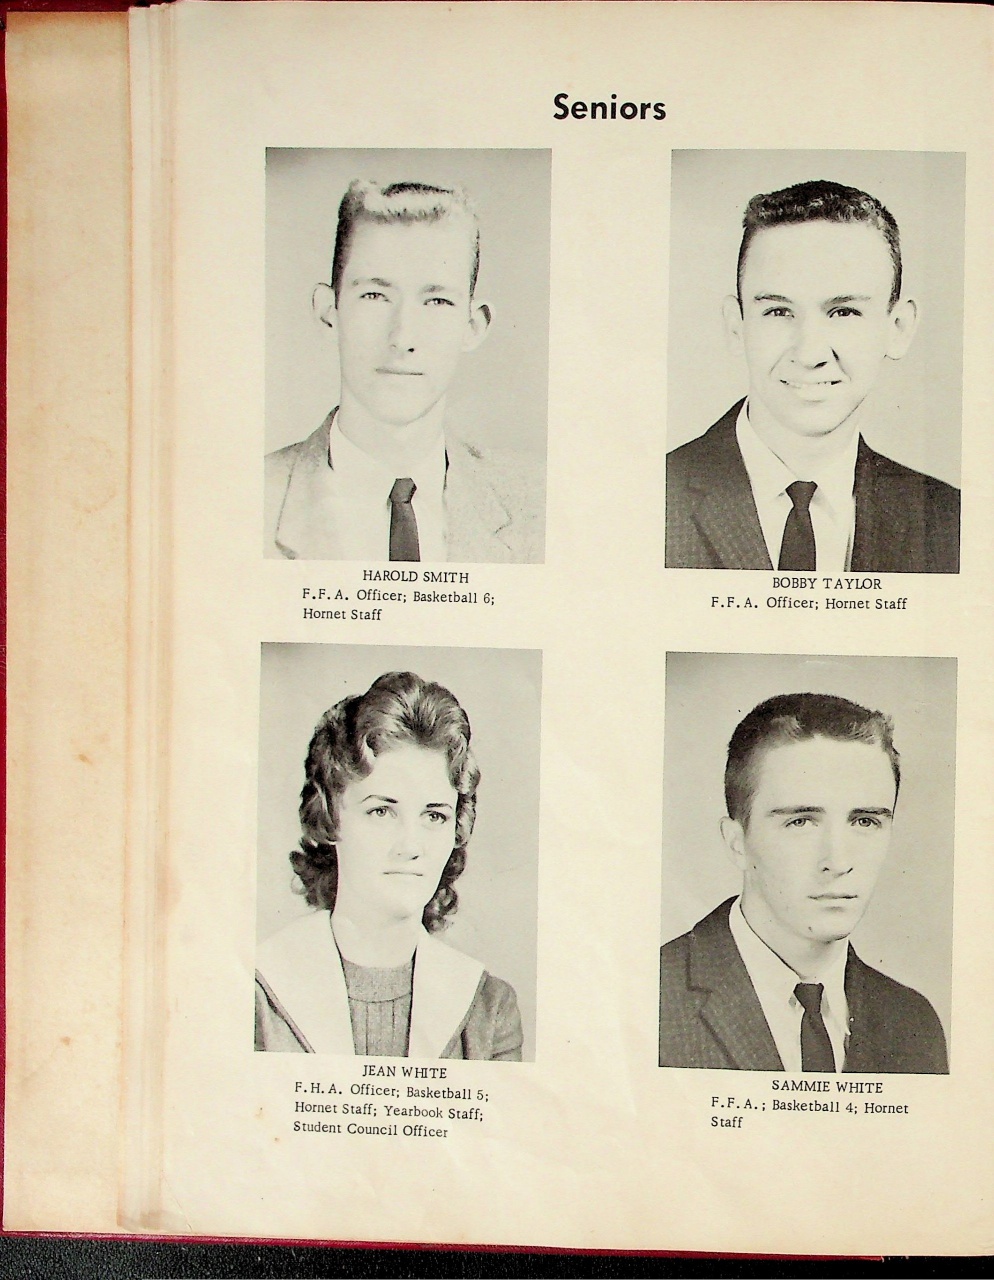 Seniors
HAROLD SMITH
F.F.A. Officer; Basketball 6;
Hornet Staff
BOBBY TAYLOR
F.F.A. Officer; Hornet Staff
JEAN WHITE
F.H.A. Officer; Basketball 5;
Hornet Staff; Yearbook Staff;
Student Council Officer
SAMMIE WHITE
F.F.A.; Basketball 4; Hornet
Staff